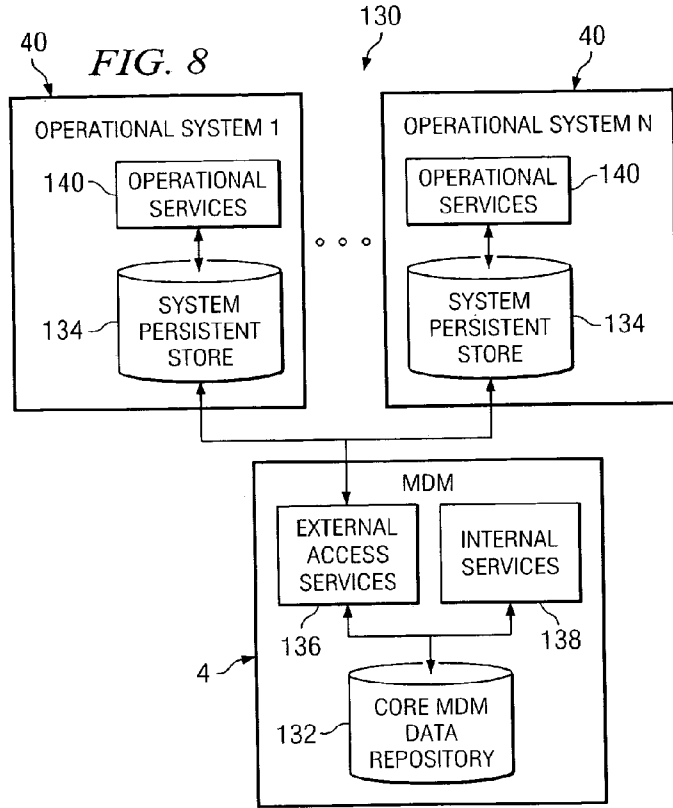 130
40
FIG. 8
40
OPERATIONAL SYSTEM 1
OPERATIONAL SYSTEM N
140
OPERATIONAL
SERVICES
OPERATIONAL
SERVICES
140
134
SYSTEM
PERSISTENT
STORE
SYSTEM
PERSISTENT
STORE
134
MDM
EXTERNAL
ACCESS
SERVICES
INTERNAL
SERVICES
136
138
4
132
CORE MDM
DATA
REPOSITORY